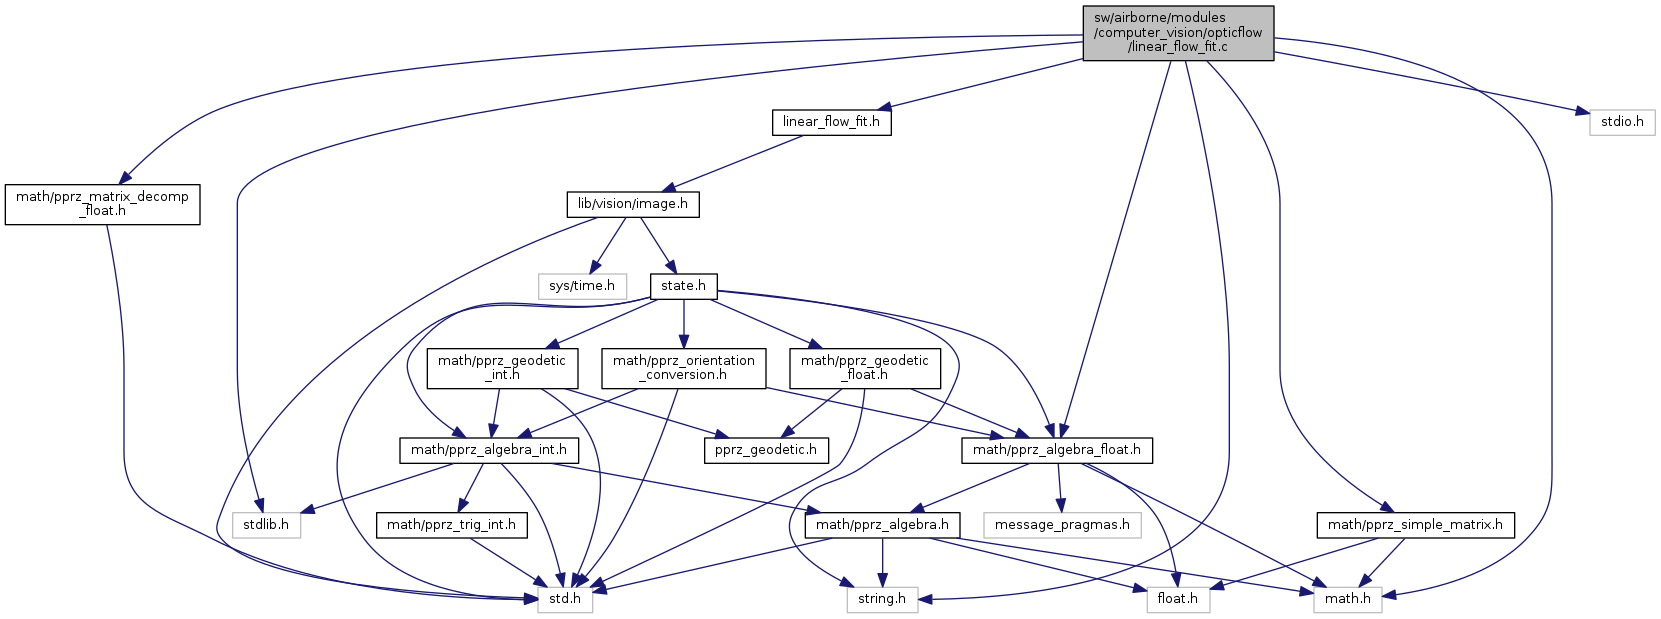 sw/airborne/modules
/computer_vision/opticflow
/linear_flow_fit.c
linear_flow_fit.h
stdio.h
math/pprz_matrix_decomp
_float.h
lib/vision/image.h
sys/time.h
state.h
math/pprz_geodetic
_int.h
math/pprz_orientation
_conversion.h
math/pprz_geodetic
_float.h
math/pprz_algebra_int.h
pprz_geodetic.h
math/pprz_algebra_float.h
stdlib.h
math/pprz_trig_int.h
math/pprz_algebra.h
message_pragmas.h
math/pprz_simple_matrix.h
std.h
string.h
float.h
math.h